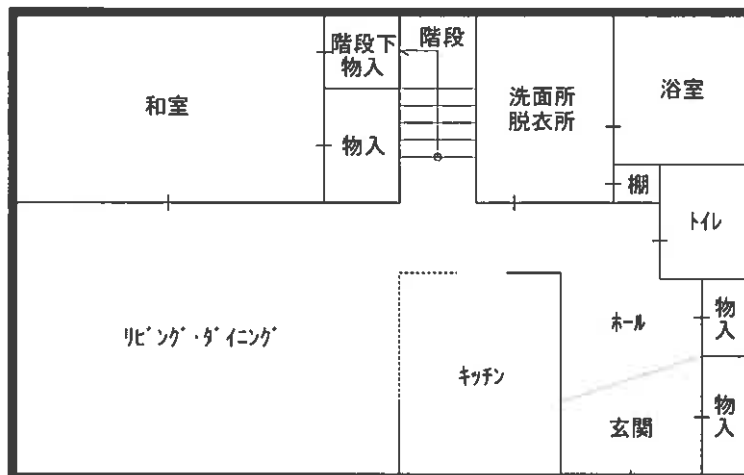 階段下
物入
階段
和室
物入
洗面所
脱衣所
浴室
棚
ﾄｲﾚ
ﾘﾋﾞﾝｸﾞ・ﾀﾞｲﾆﾝｸﾞ
ｷｯﾁﾝ
ﾎｰﾙ
物入
玄関
物入